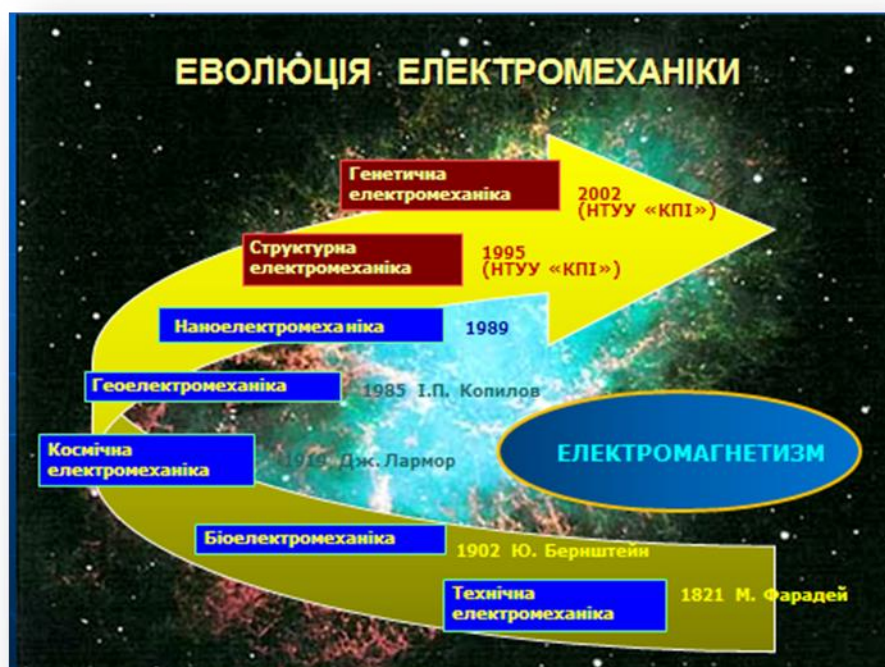 ЕВОЛЮЦІЯ ЕЛЕКТРОМЕХАНІКИ
Генетична
електромеханіка
2002
(НТУУ «КПІ»)
Структурна
електромеханіка
1995
(НТУУ «КПІ»)
Наноелектромеханіка
1989
Геоелектромеханіка
1985 І.П. Копилов
Космічна
електромеханіка
1919 Дж. Лармор
ЕЛЕКТРОМАГНЕТИЗМ
Біоелектромеханіка
1902 Ю. Бернштейн
Технічна
електромеханіка
1821 М. Фарадей